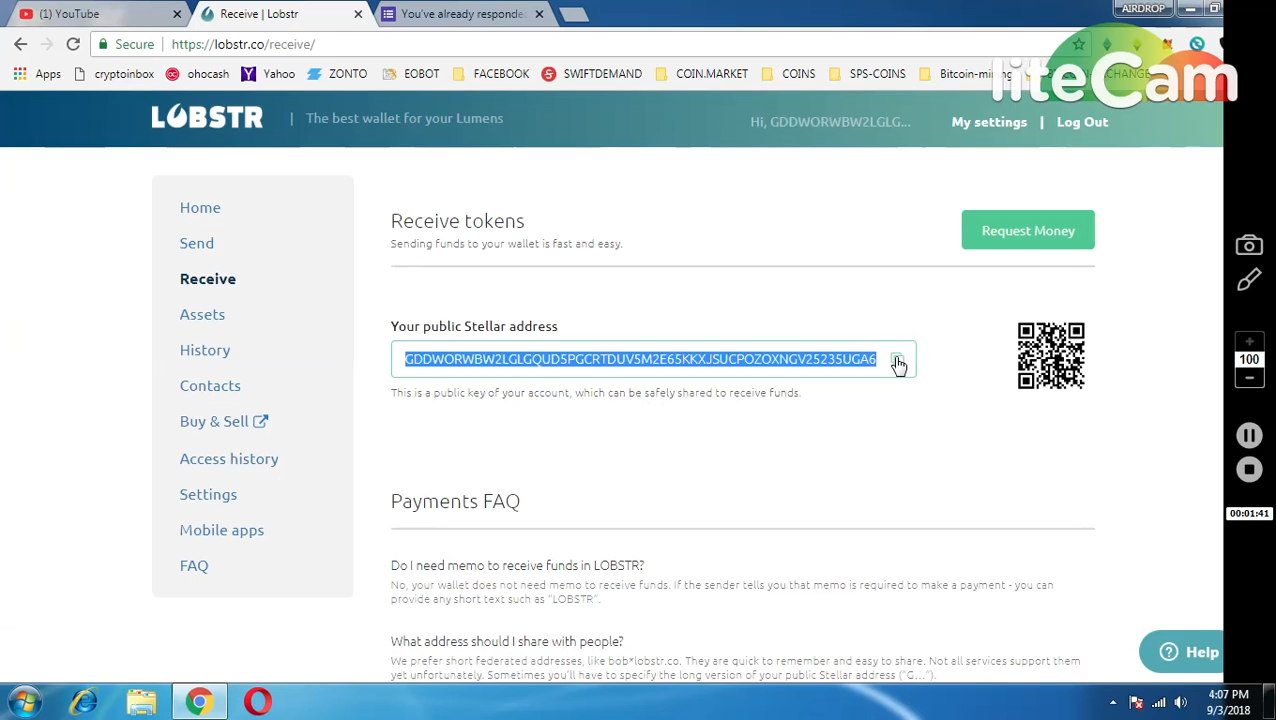 (1) YouTube
Receive | Lobstr
You've already responde
AIRDROP
Secure
https://lobstr.co/receive/
Apps
cryptoinbox
ohocash
Yahoo
ZONTO
EOBOT
FACEBOOK
SWIFTDEMAND
COIN.MARKET
COINS
SPS-COINS
Bitcoin-min
liteCam
LOBSTR
The best wallet for your Lumens
Hi, GDDWORWBW2LGLG...
My settings | Log Out
Home
Send
Receive
Assets
History
Contacts
Buy & Sell
Access history
Settings
Mobile apps
FAQ
Receive tokens
Sending funds to your wallet is fast and easy.
Request Money
Your public Stellar address
GDDWORWBW2LGLGQUD5PGCRTDUV5M2E65KKXJSUCPOZOXNGV25235UGA6
This is a public key of your account, which can be safely shared to receive funds.
Payments FAQ
Do I need memo to receive funds in LOBSTR?
No, your wallet does not need memo to receive funds. If the sender tells you that memo is required to make a payment - you can
provide any short text such as "LOBSTR".
What address should I share with people?
We prefer short federated addresses, like bob*lobstr.co. They are quick to remember and easy to share. Not all services support them
yet unfortunately. Sometimes you'll have to specify the long version of your public Stellar address ("G...").
Help
100
00:01:41
4:07 PM
9/3/2018